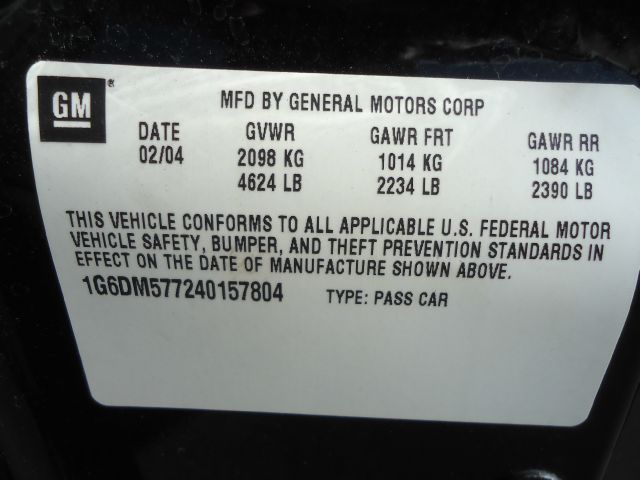 GM®
MFD BY GENERAL MOTORS CORP
DATE GVWR GAWR FRT GAWR RR
02/04 2098 KG 1014 KG 1084 KG
4624 LB 2234 LB 2390 LB
THIS VEHICLE CONFORMS TO ALL APPLICABLE U.S. FEDERAL MOTOR
VEHICLE SAFETY, BUMPER, AND THEFT PREVENTION STANDARDS IN
EFFECT ON THE DATE OF MANUFACTURE SHOWN ABOVE.
1G6DM577240157804 TYPE: PASS CAR